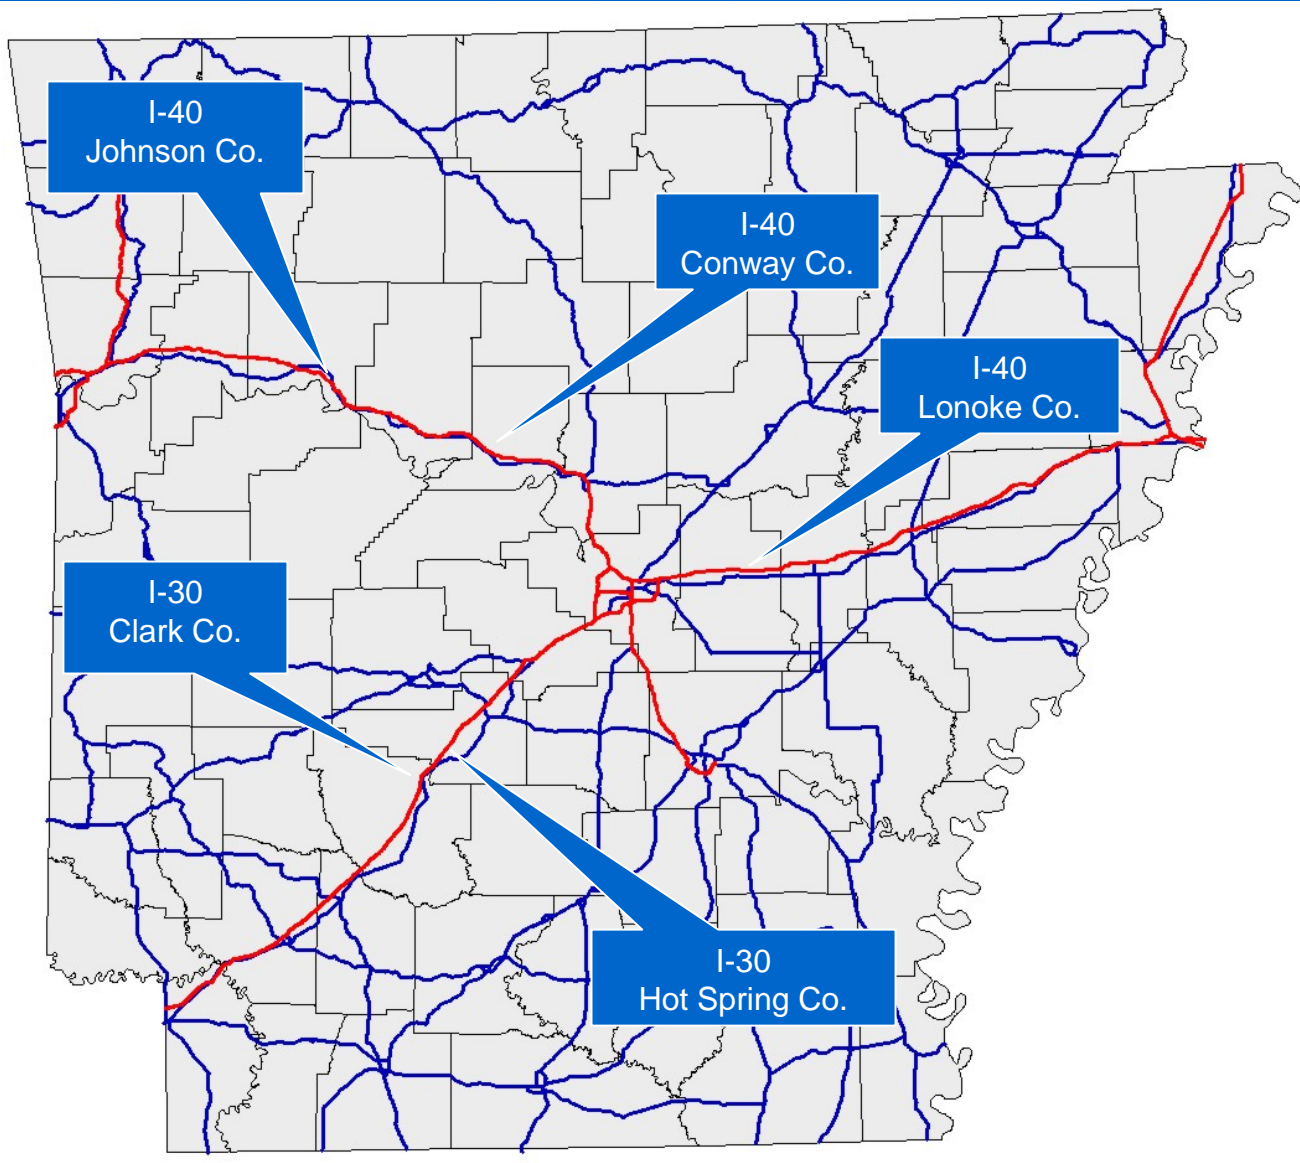 I-40
Johnson Co.
I-40
Conway Co.
I-40
Lonoke Co.
I-30
Clark Co.
I-30
Hot Spring Co.